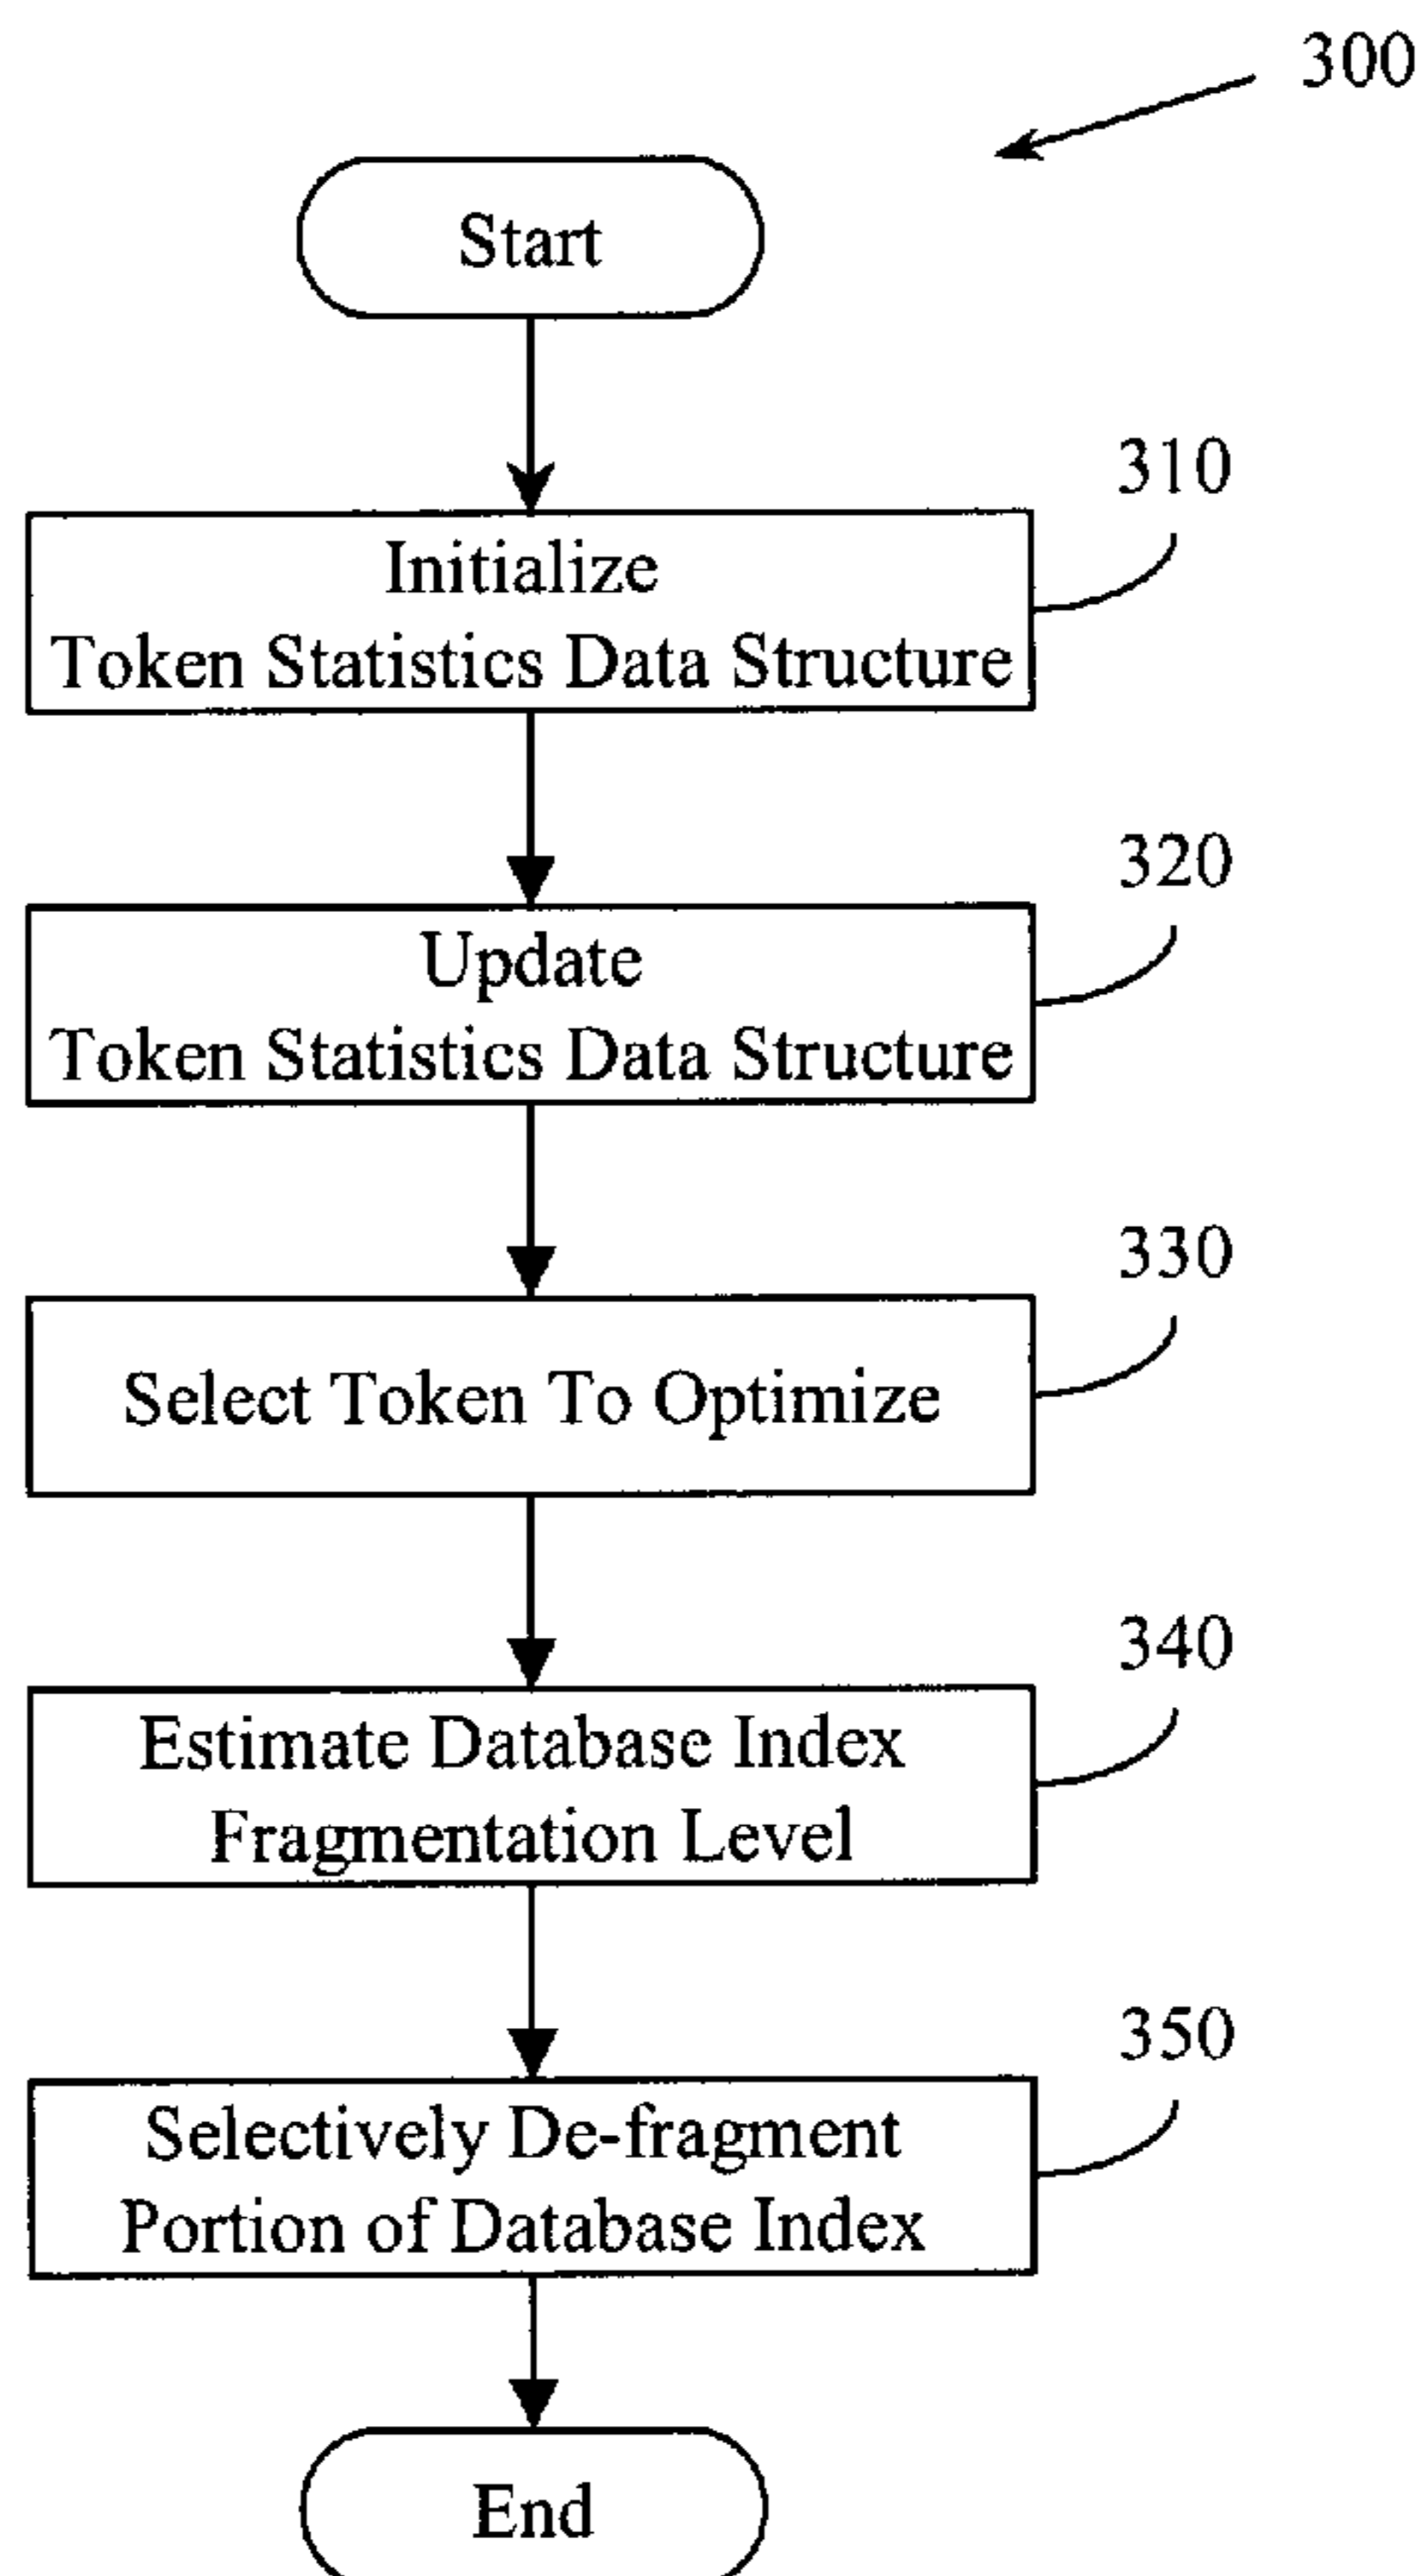 300
Start
310
Initialize
Token Statistics Data Structure
320
Update
Token Statistics Data Structure
330
Select Token To Optimize
340
Estimate Database Index
Fragmentation Level
350
Selectively De-fragment
Portion of Database Index
End